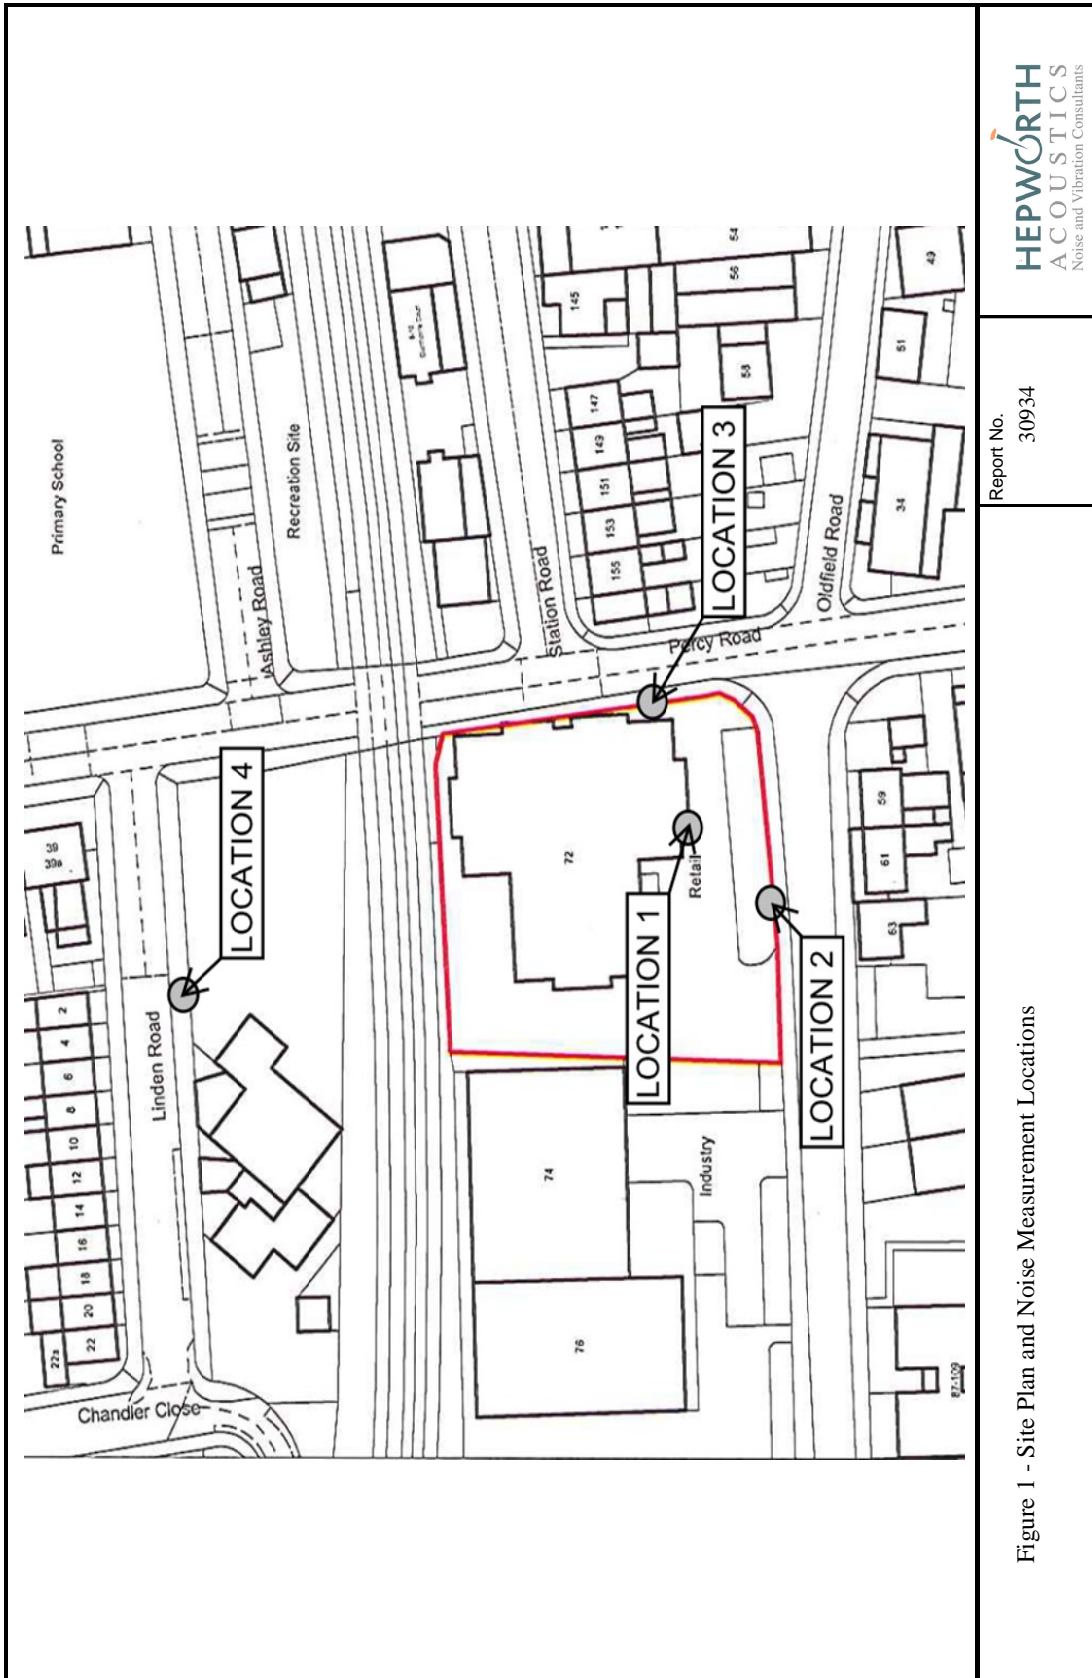 Primary School
Ashley Road
Recreation Site
Station Road
145
147
149
151
153
155
54
56
58
49
51
34
Oldfield Road
Percy Road
LOCATION 3
39
39a
LOCATION 4
2
4
6
8
10
12
14
16
18
20
22
22a
Linden Road
Chandler Close
72
Retail
LOCATION 1
LOCATION 2
59
61
63
74
76
Industry
87-109
Figure 1 - Site Plan and Noise Measurement Locations
Report No.
30934
HEPWORTH
ACOUSTICS
Noise and Vibration Consultants